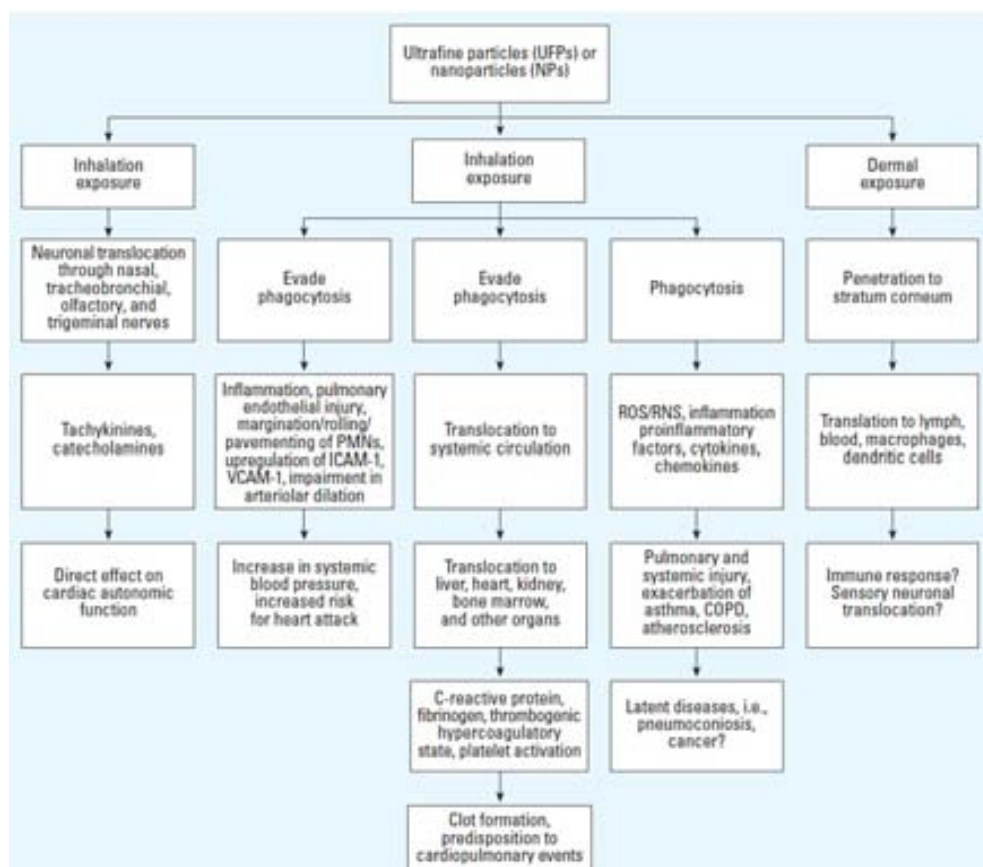 Ultrafine particles (UFPs) or
nanoparticles (NPs)
Inhalation
exposure
Inhalation
exposure
Dermal
exposure
Neuronal translocation
through nasal,
tracheobronchial,
olfactory, and
trigeminal nerves
Evade
phagocytosis
Evade
phagocytosis
Phagocytosis
Penetration to
stratum corneum
Tachykinines,
catecholamines
Inflammation, pulmonary
endothelial injury,
margination/rolling/
pavementing of PMNs,
upregulation of ICAM-1,
VCAM-1, impairment in
arteriolar dilation
Translocation to
systemic circulation
ROS/RNS, inflammation
proinflammatory
factors, cytokines,
chemokines
Translation to lymph,
blood, macrophages,
dendritic cells
Direct effect on
cardiac autonomic
function
Increase in systemic
blood pressure,
increased risk
for heart attack
Translocation to
liver, heart, kidney,
bone marrow,
and other organs
Pulmonary and
systemic injury,
exacerbation of
asthma, COPD,
atherosclerosis
Immune response?
Sensory neuronal
translocation?
C-reactive protein,
fibrinogen, thrombogenic
hypercoagulatory
state, platelet activation
Latent diseases, i.e.,
pneumoconiosis,
cancer?
Clot formation,
predisposition to
cardiopulmonary events